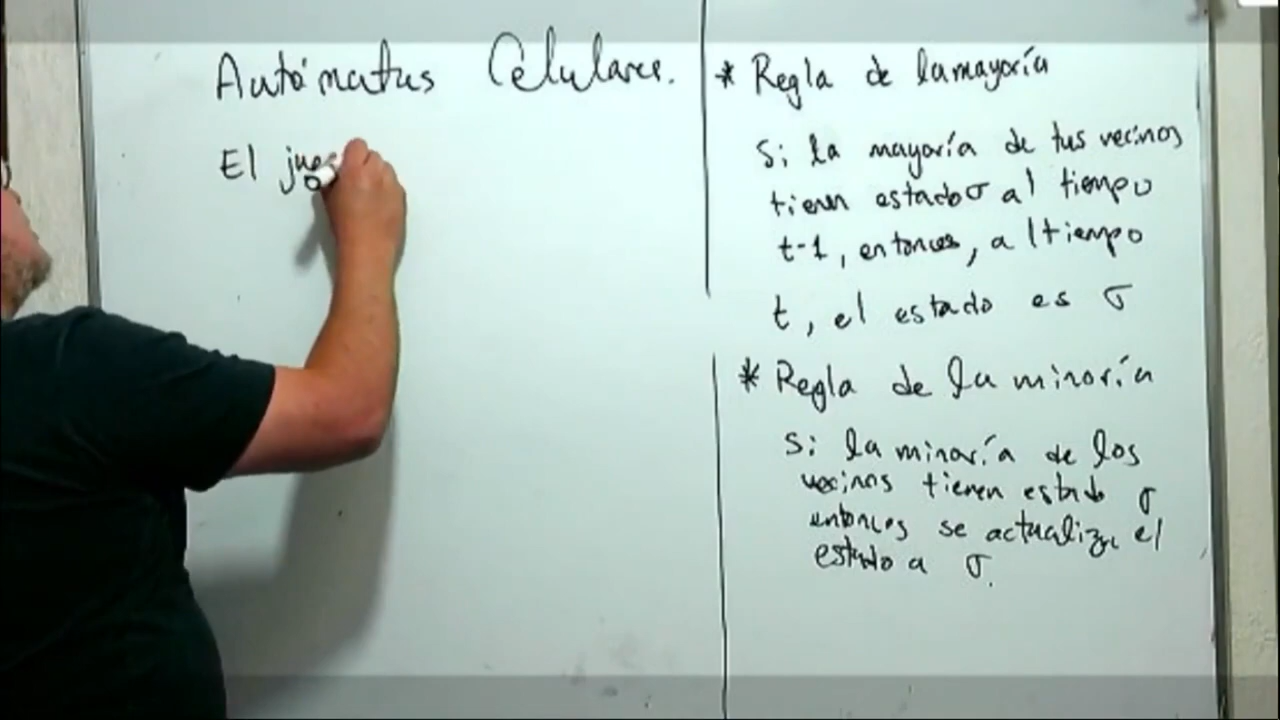 Autómatas Celulares.
El jueg
* Regla de la mayoría
Si la mayoría de tus vecinos
tienen estado σ al tiempo
t-1, entonces, al tiempo
t, el estado es σ
* Regla de la minoría
Si la minoría de los
vecinos tienen estado σ
entonces se actualiza el
estado a σ.